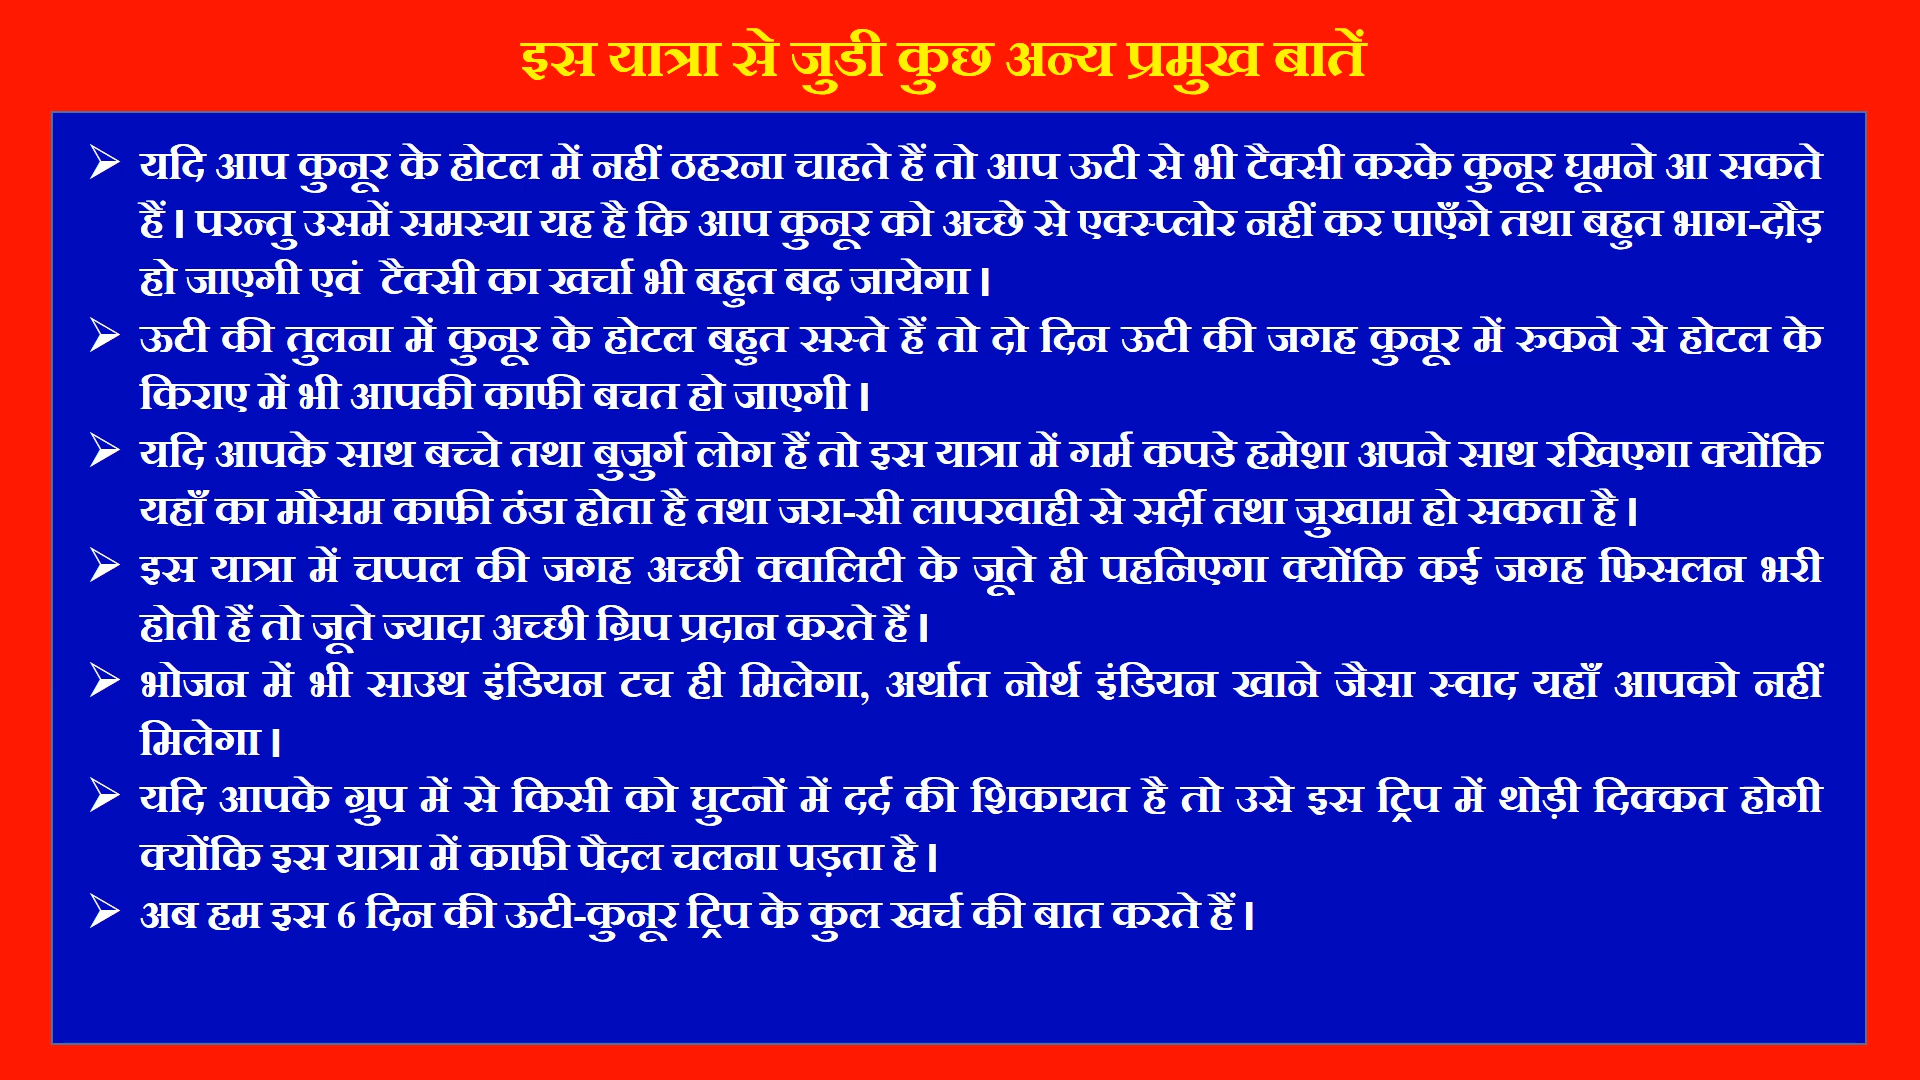 इस यात्रा से जुडी कुछ अन्य प्रमुख बातें
➢ यदि आप कुनूर के होटल में नहीं ठहरना चाहते हैं तो आप ऊटी से भी टैक्सी करके कुनूर घूमने आ सकते
हैं। परन्तु उसमें समस्या यह है कि आप कुनूर को अच्छे से एक्स्प्लोर नहीं कर पाएँगे तथा बहुत भाग-दौड़
हो जाएगी एवं टैक्सी का खर्चा भी बहुत बढ़ जायेगा।
➢ ऊटी की तुलना में कुनूर के होटल बहुत सस्ते हैं तो दो दिन ऊटी की जगह कुनूर में रुकने से होटल के
किराए में भी आपकी काफी बचत हो जाएगी।
➢ यदि आपके साथ बच्चे तथा बुजुर्ग लोग हैं तो इस यात्रा में गर्म कपडे हमेशा अपने साथ रखिएगा क्योंकि
यहाँ का मौसम काफी ठंडा होता है तथा जरा-सी लापरवाही से सर्दी तथा जुखाम हो सकता है।
➢ इस यात्रा में चप्पल की जगह अच्छी क्वालिटी के जूते ही पहनिएगा क्योंकि कई जगह फिसलन भरी
होती हैं तो जूते ज्यादा अच्छी ग्रिप प्रदान करते हैं।
➢ भोजन में भी साउथ इंडियन टच ही मिलेगा, अर्थात नोर्थ इंडियन खाने जैसा स्वाद यहाँ आपको नहीं
मिलेगा।
➢ यदि आपके ग्रुप में से किसी को घुटनों में दर्द की शिकायत है तो उसे इस ट्रिप में थोड़ी दिक्कत होगी
क्योंकि इस यात्रा में काफी पैदल चलना पड़ता है।
➢ अब हम इस 6 दिन की ऊटी-कुनूर ट्रिप के कुल खर्च की बात करते हैं।